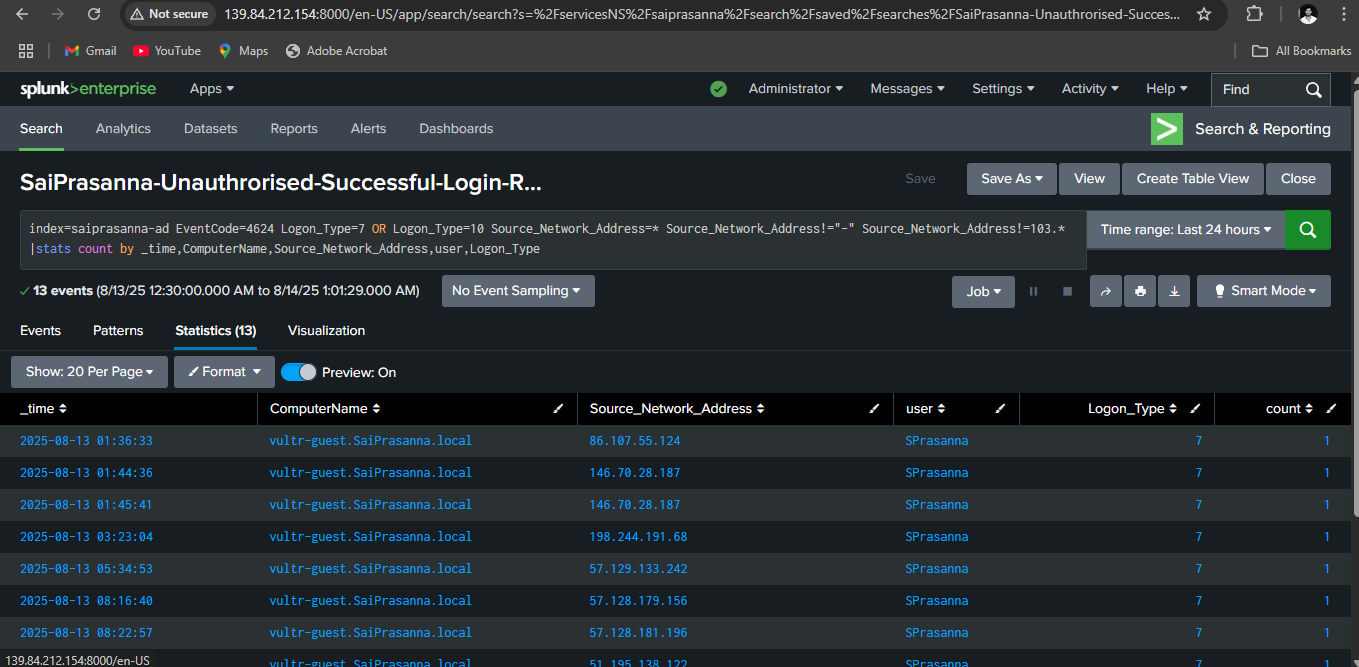 Not secure 139.84.212.154:8000/en-US/app/search/search?s=%2FservicesNS%2Fsaiprasanna%2Fsearch%2Fsaved%2Fsearches%2FSaiPrasanna-Unauthrorised-Succes...
Gmail YouTube Maps Adobe Acrobat All Bookmarks
splunk>enterprise Apps Administrator Messages Settings Activity Help Find
Search Analytics Datasets Reports Alerts Dashboards Search & Reporting
SaiPrasanna-Unauthrorised-Successful-Login-R... Save Save As View Create Table View Close
index=saiprasanna-ad EventCode=4624 Logon_Type=7 OR Logon_Type=10 Source_Network_Address=* Source_Network_Address!="-" Source_Network_Address!=103.*
|stats count by _time,ComputerName,Source_Network_Address,user,Logon_Type
Time range: Last 24 hours
13 events (8/13/25 12:30:00.000 AM to 8/14/25 1:01:29.000 AM) No Event Sampling Job Smart Mode
Events Patterns Statistics (13) Visualization
Show: 20 Per Page Format Preview: On
_time ComputerName Source_Network_Address user Logon_Type count
2025-08-13 01:36:33 vultr-guest.SaiPrasanna.local 86.107.55.124 SPrasanna 7 1
2025-08-13 01:44:36 vultr-guest.SaiPrasanna.local 146.70.28.187 SPrasanna 7 1
2025-08-13 01:45:41 vultr-guest.SaiPrasanna.local 146.70.28.187 SPrasanna 7 1
2025-08-13 03:23:04 vultr-guest.SaiPrasanna.local 198.244.191.68 SPrasanna 7 1
2025-08-13 05:34:53 vultr-guest.SaiPrasanna.local 57.129.133.242 SPrasanna 7 1
2025-08-13 08:16:40 vultr-guest.SaiPrasanna.local 57.128.179.156 SPrasanna 7 1
2025-08-13 08:22:57 vultr-guest.SaiPrasanna.local 57.128.181.196 SPrasanna 7 1
139.84.212.154:8000/en-US vultr-guest.SaiPrasanna.local 51.195.138.122 SPrasanna 7 1